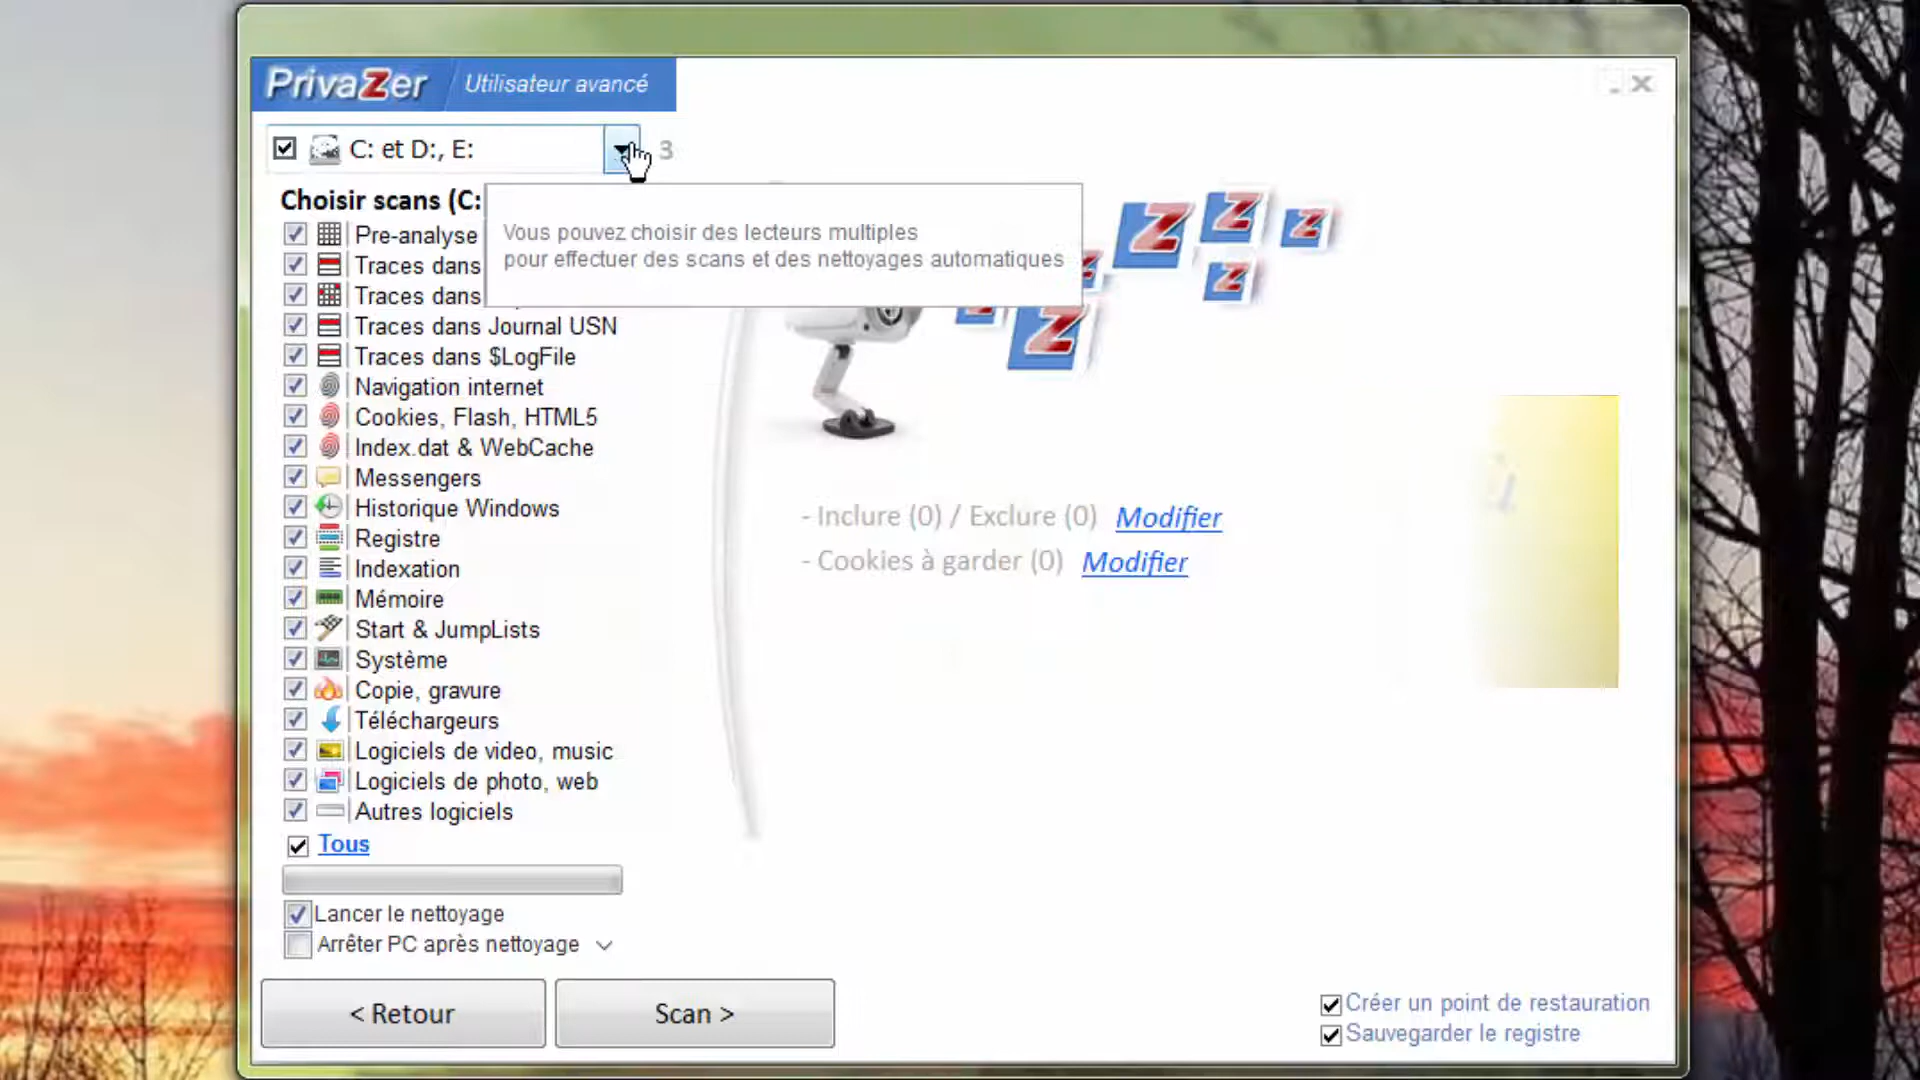 PrivaZer Utilisateur avancé
C: et D:, E:
3
Choisir scans (C:
Vous pouvez choisir des lecteurs multiples
pour effectuer des scans et des nettoyages automatiques
Pre-analyse
Traces dans
Traces dans
Traces dans Journal USN
Traces dans $LogFile
Navigation internet
Cookies, Flash, HTML5
Index.dat & WebCache
Messengers
Historique Windows
Registre
Indexation
Mémoire
Start & JumpLists
Système
Copie, gravure
Téléchargeurs
Logiciels de video, music
Logiciels de photo, web
Autres logiciels
Tous
Lancer le nettoyage
Arrêter PC après nettoyage
< Retour
Scan >
Z
Z
Z
Z
Z
- Inclure (0) / Exclure (0) Modifier
- Cookies à garder (0) Modifier
Créer un point de restauration
Sauvegarder le registre